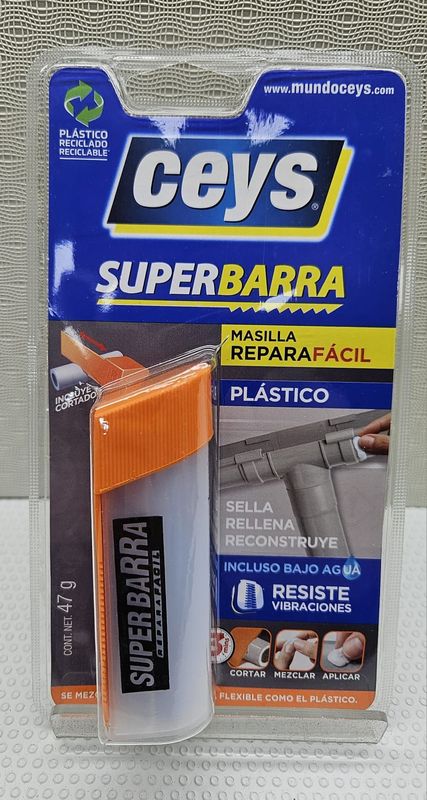 www.mundoceys.com
PLÁSTICO
RECICLADO
RECICLABLE
ceys®
SUPERBARRA
MASILLA
REPARAFÁCIL
INCLUYE
CORTADOR
PLÁSTICO
SELLA
RELLENA
RECONSTRUYE
INCLUSO BAJO AGUA
RESISTE
VIBRACIONES
SUPERBARRA
REPARAFÁCIL
CONT. NET. 47 g
CORTAR MEZCLAR APLICAR
SE FLEXIBLE COMO EL PLÁSTICO.